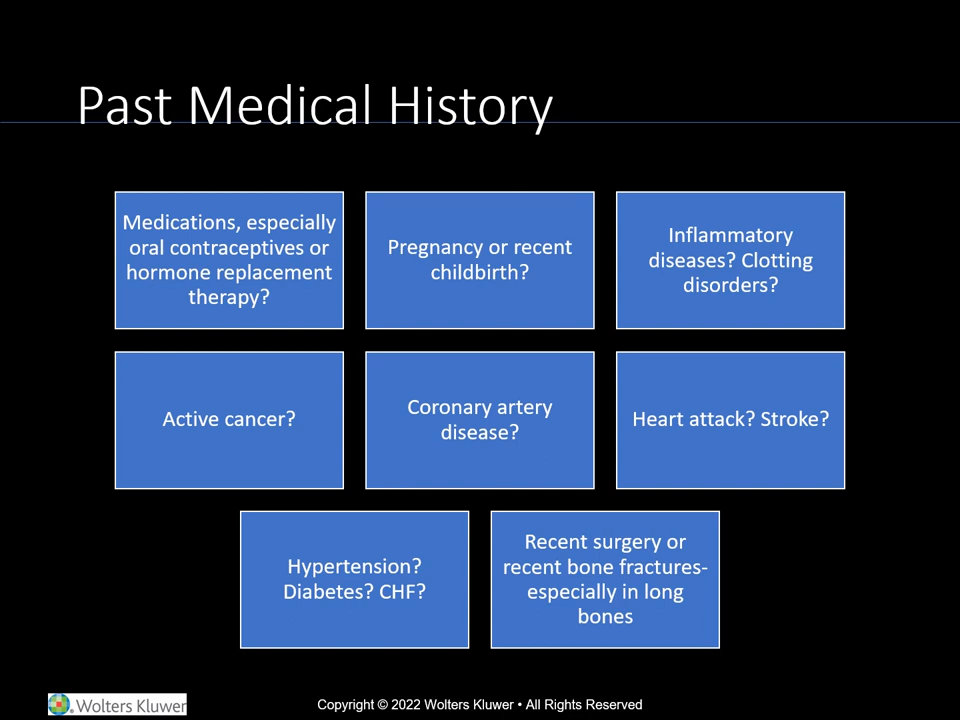 Past Medical History
Medications, especially
oral contraceptives or
hormone replacement
therapy?
Pregnancy or recent
childbirth?
Inflammatory
diseases? Clotting
disorders?
Active cancer?
Coronary artery
disease?
Heart attack? Stroke?
Hypertension?
Diabetes? CHF?
Recent surgery or
recent bone fractures-
especially in long
bones
Wolters Kluwer
Copyright © 2022 Wolters Kluwer • All Rights Reserved